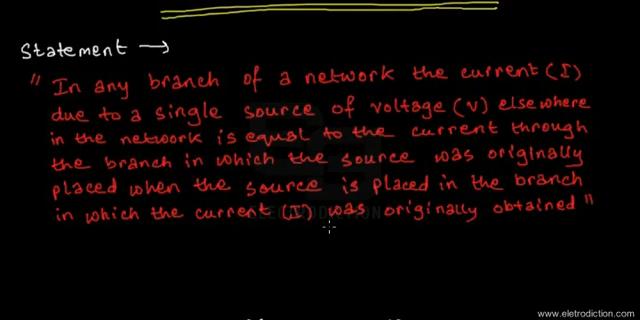 Statement →
" In any branch of a network the current (I)
due to a single source of voltage (v) elsewhere
in the network is equal to the current through
the branch in which the source was originally
placed when the source is placed in the branch
in which the current (I) was originally obtained "
www.eletrodiction.com